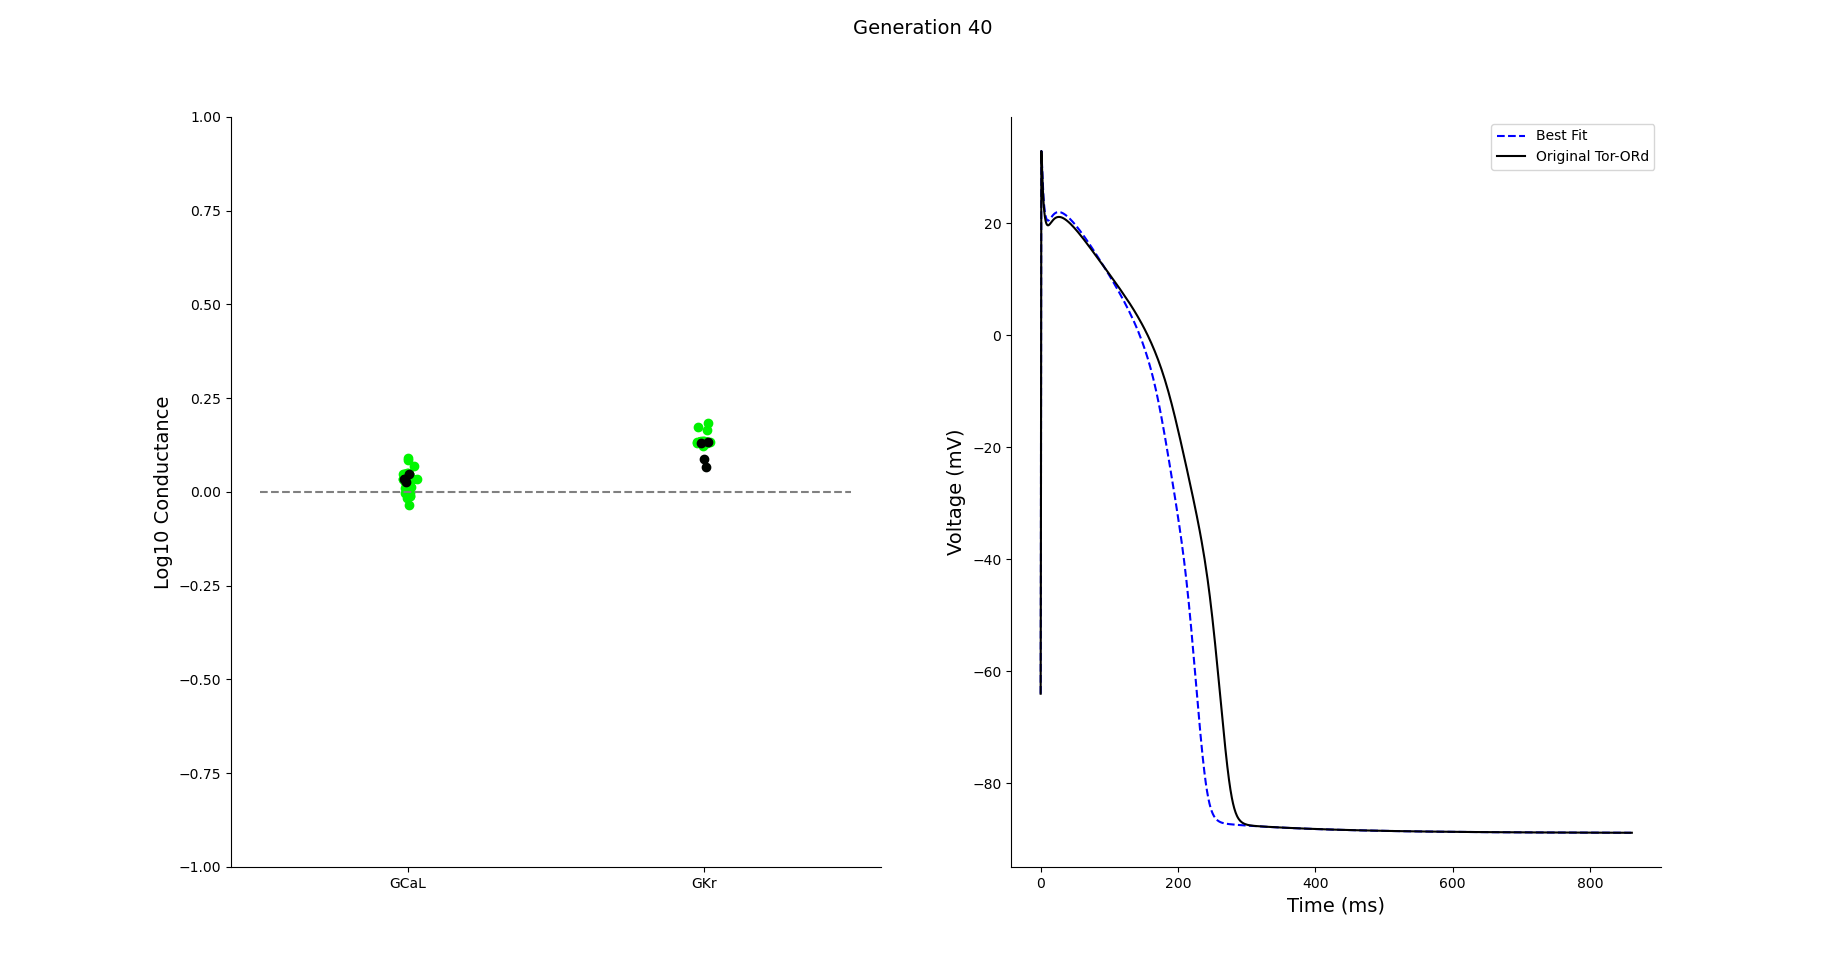 Generation 40
1.00
0.75
0.50
0.25
0.00
−0.25
−0.50
−0.75
−1.00
Log10 Conductance
GCaL GKr
Best Fit
Original Tor-ORd
20
0
−20
−40
−60
−80
Voltage (mV)
0 200 400 600 800
Time (ms)